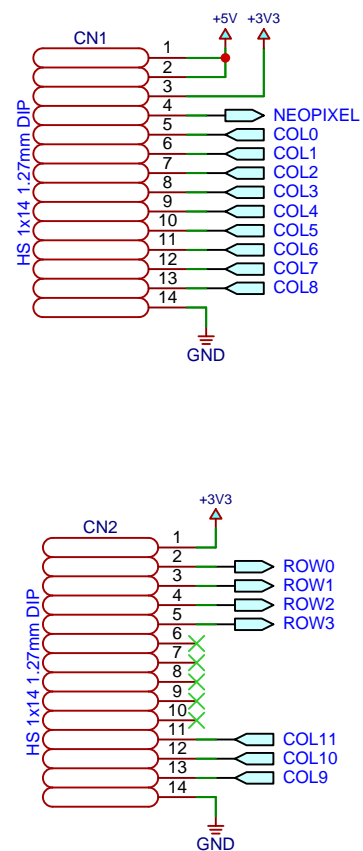 +5V +3V3
CN1
HS 1x14 1.27mm DIP
1
2
3
4 NEOPIXEL
5 COL0
6 COL1
7 COL2
8 COL3
9 COL4
10 COL5
11 COL6
12 COL7
13 COL8
14
GND
+3V3
CN2
HS 1x14 1.27mm DIP
1
2 ROW0
3 ROW1
4 ROW2
5 ROW3
6
7
8
9
10
11 COL11
12 COL10
13 COL9
14
GND